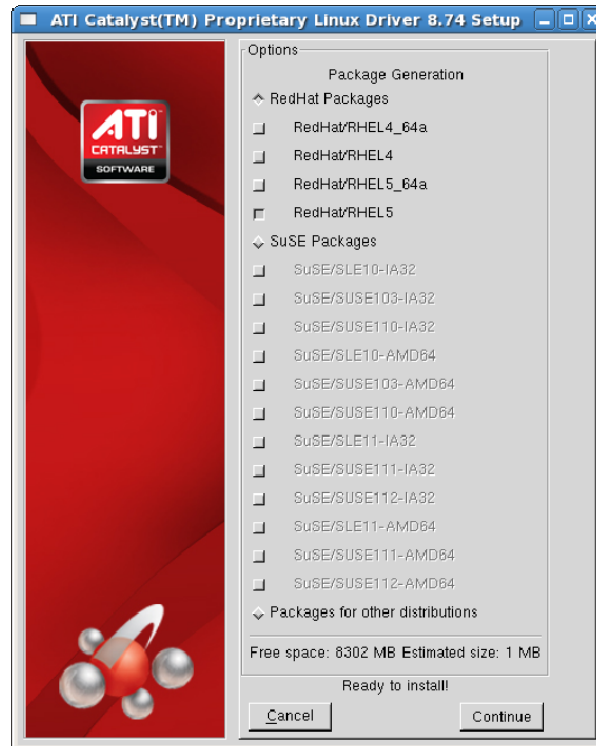 ATI Catalyst(TM) Proprietary Linux Driver 8.74 Setup
ATI
CATALYST™
SOFTWARE
Options
Package Generation
RedHat Packages
RedHat/RHEL4_64a
RedHat/RHEL4
RedHat/RHEL5_64a
RedHat/RHEL5
SuSE Packages
SuSE/SLE10-IA32
SuSE/SUSE103-IA32
SuSE/SUSE110-IA32
SuSE/SLE10-AMD64
SuSE/SUSE103-AMD64
SuSE/SUSE110-AMD64
SuSE/SLE11-IA32
SuSE/SUSE111-IA32
SuSE/SUSE112-IA32
SuSE/SLE11-AMD64
SuSE/SUSE111-AMD64
SuSE/SUSE112-AMD64
Packages for other distributions
Free space: 8302 MB Estimated size: 1 MB
Ready to install!
Cancel Continue